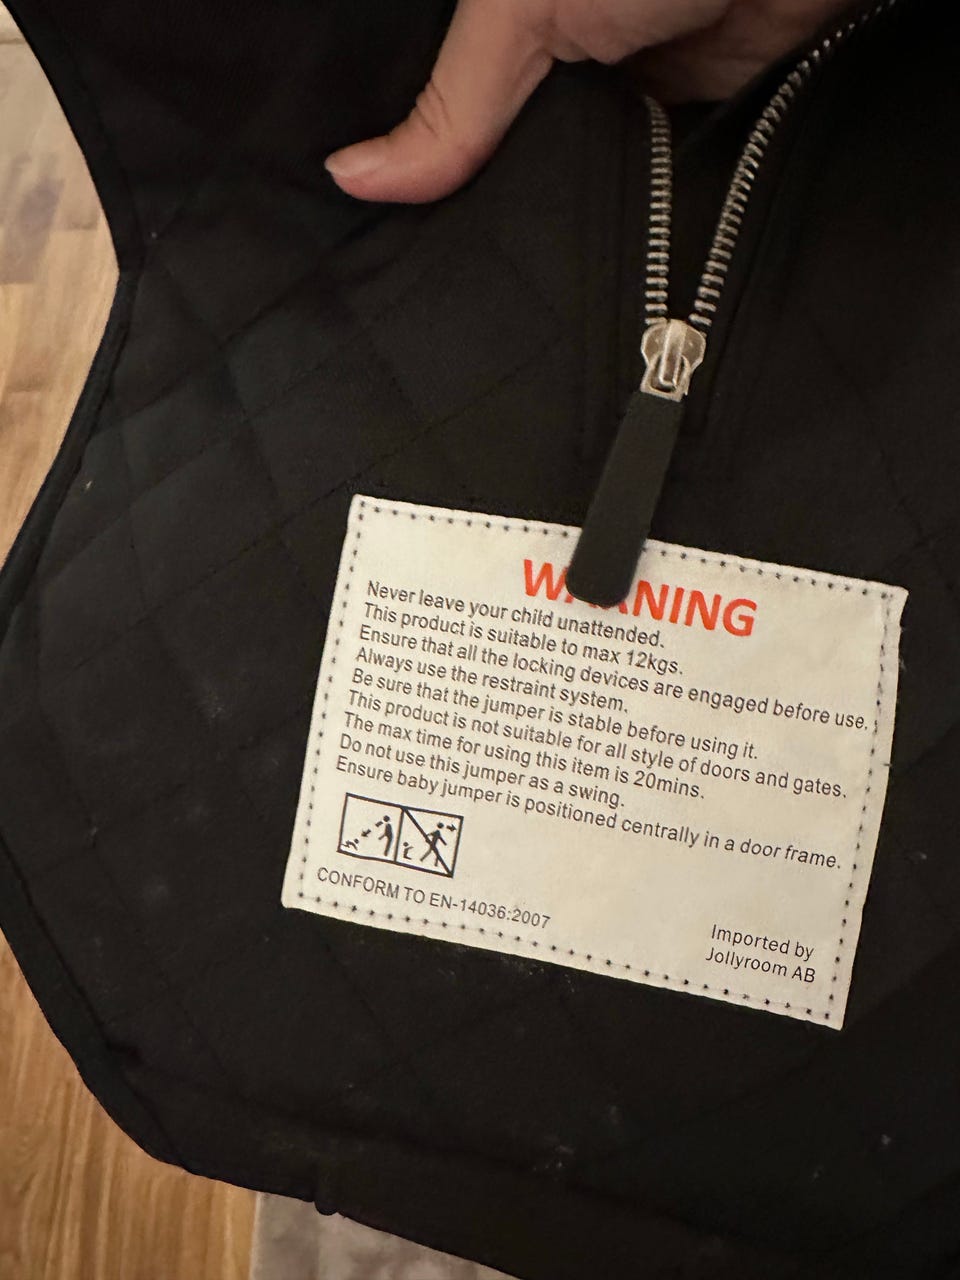 WARNING
Never leave your child unattended.
This product is suitable to max 12kgs.
Ensure that all the locking devices are engaged before use.
Always use the restraint system.
Be sure that the jumper is stable before using it.
This product is not suitable for all style of doors and gates.
The max time for using this item is 20mins.
Do not use this jumper as a swing.
Ensure baby jumper is positioned centrally in a door frame.
CONFORM TO EN-14036:2007
Imported by
Jollyroom AB